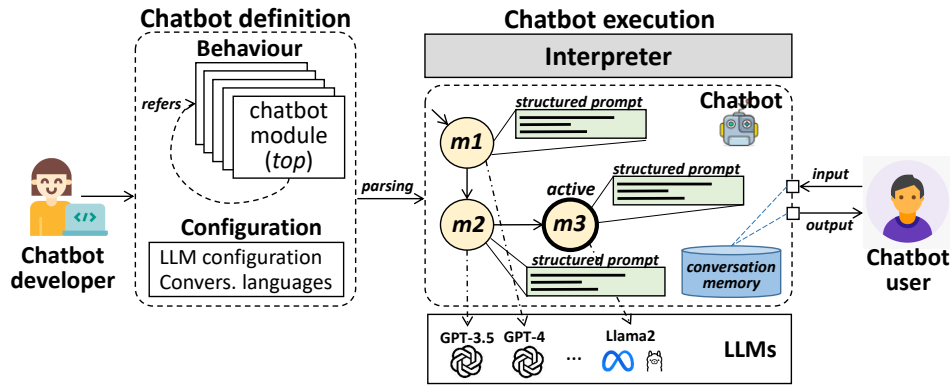 Chatbot definition
Behaviour
refers
chatbot
module
(top)
Configuration
LLM configuration
Convers. languages
Chatbot
developer
parsing
Chatbot execution
Interpreter
Chatbot
structured prompt
m1
structured prompt
active
m2
m3
structured prompt
conversation
memory
input
output
Chatbot
user
GPT-3.5
GPT-4
...
Llama2
LLMs